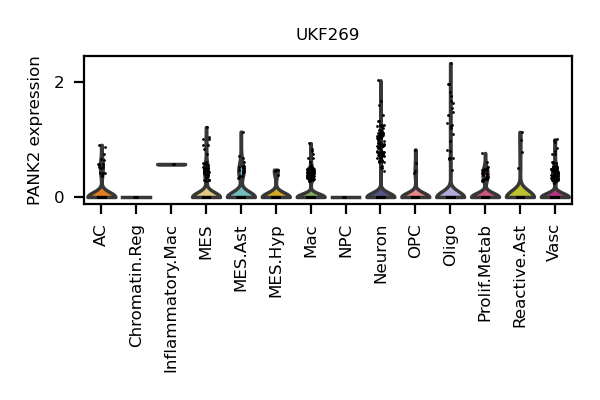 UKF269
PANK2 expression
2
0
AC
Chromatin.Reg
Inflammatory.Mac
MES
MES.Ast
MES.Hyp
Mac
NPC
Neuron
OPC
Oligo
Prolif.Metab
Reactive.Ast
Vasc